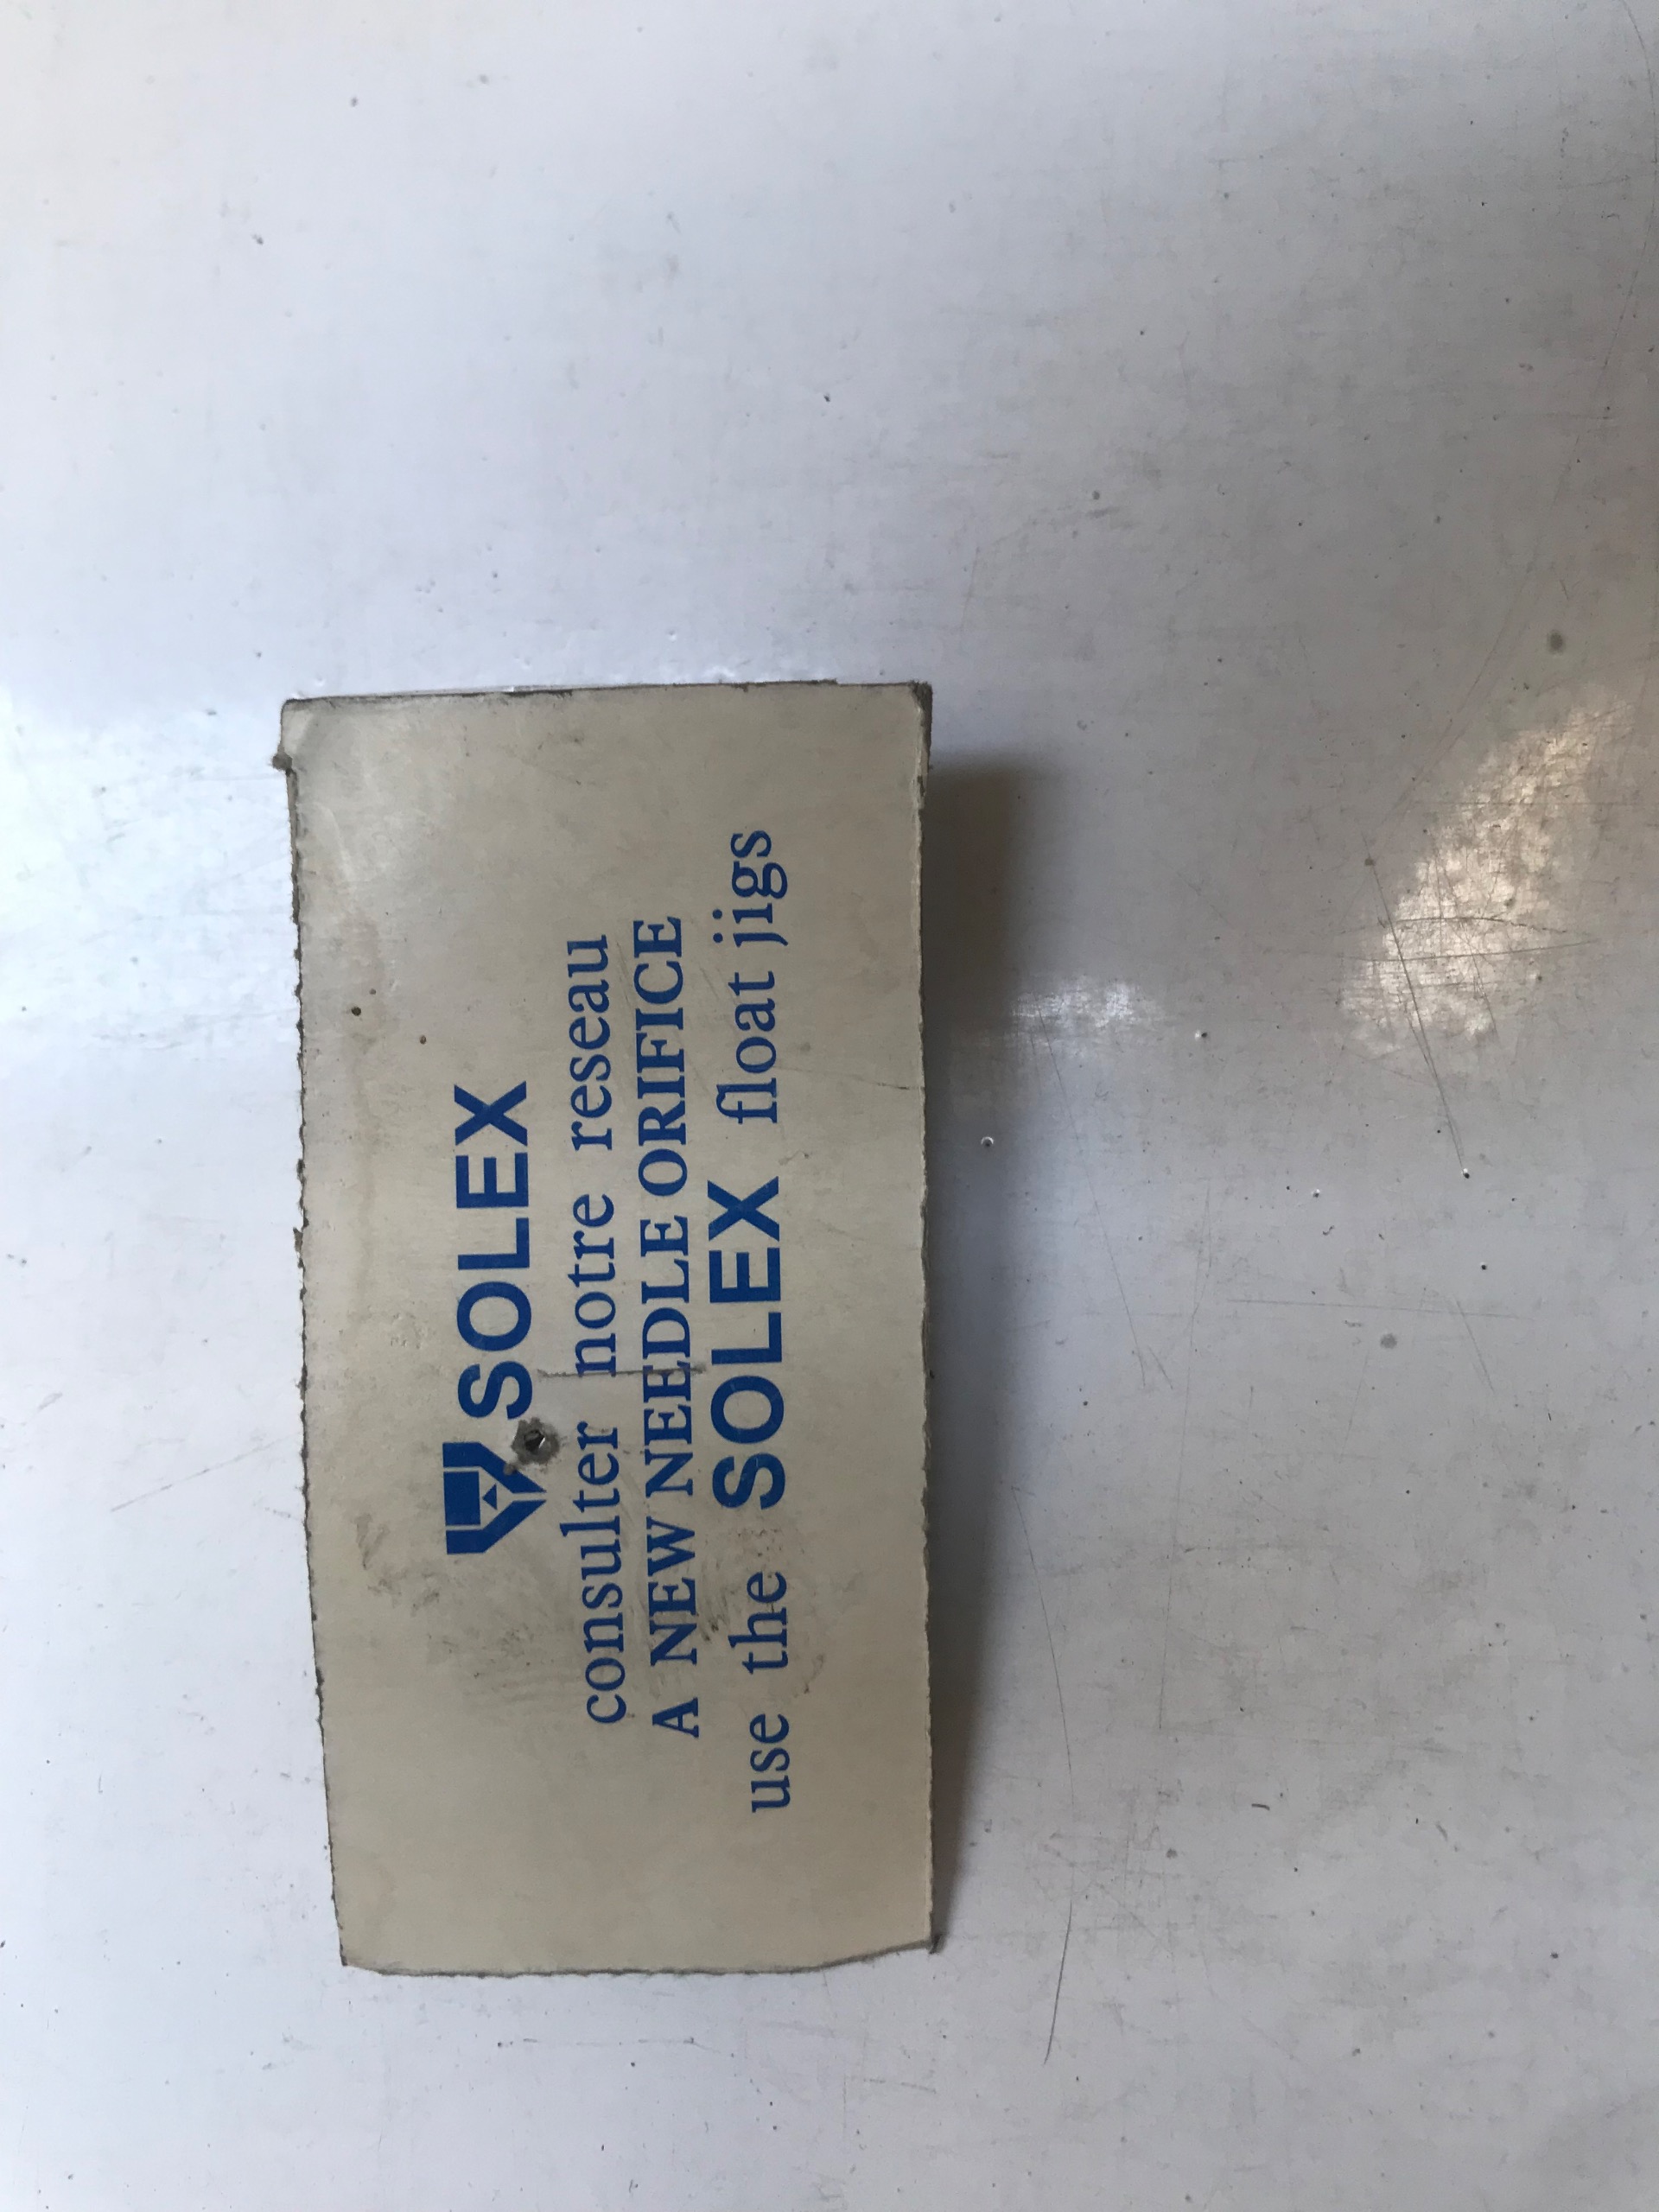 SOLEX
consulter notre reseau
A NEW NEEDLE ORIFICE
use the SOLEX float jigs